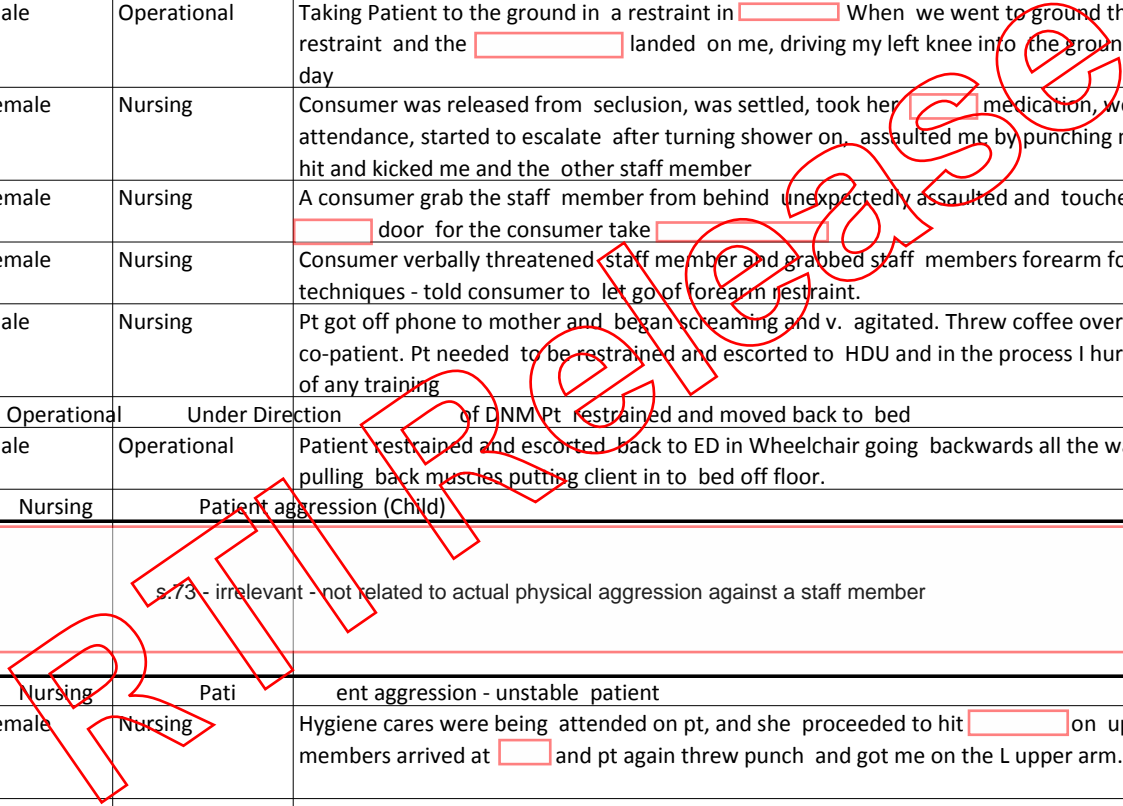 ale Operational Taking Patient to the ground in a restraint in When we went to ground th
restraint and the landed on me, driving my left knee into the groun
day
emale Nursing Consumer was released from seclusion, was settled, took her medication, we
attendance, started to escalate after turning shower on, assaulted me by punching m
hit and kicked me and the other staff member
emale Nursing A consumer grab the staff member from behind unexpectedly assaulted and touche
door for the consumer take
emale Nursing Consumer verbally threatened staff member and grabbed staff members forearm fo
techniques - told consumer to let go of forearm restraint.
ale Nursing Pt got off phone to mother and began screaming and v. agitated. Threw coffee over
co-patient. Pt needed to be restrained and escorted to HDU and in the process I hur
of any training
Operational Under Direction of DNM Pt restrained and moved back to bed
ale Operational Patient restrained and escorted back to ED in Wheelchair going backwards all the wa
pulling back muscles putting client in to bed off floor.
Nursing Patient aggression (Child)
s.73 - irrelevant - not related to actual physical aggression against a staff member
Nursing Pati ent aggression - unstable patient
emale Nursing Hygiene cares were being attended on pt, and she proceeded to hit on up
members arrived at and pt again threw punch and got me on the L upper arm.
RTI Release